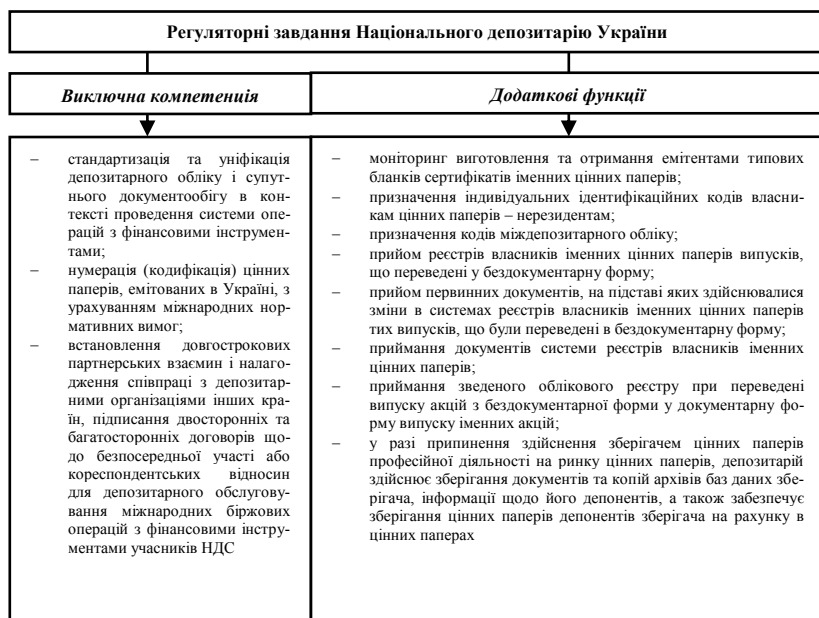 Регуляторні завдання Національного депозитарію України
Виключна компетенція
Додаткові функції
– стандартизація та уніфікація
депозитарного обліку і супут-
нього документообігу в кон-
тексті проведення системи опе-
рацій з фінансовими інструмен-
тами;
– нумерація (кодифікація) цінних
паперів, емітованих в Україні, з
урахуванням міжнародних нор-
мативних вимог;
– встановлення довгострокових
партнерських взаємин і налаго-
дження співпраці з депозитар-
ними організаціями інших кра-
їн, підписання двосторонніх та
багатосторонніх договорів що-
до безпосередньої участі або
кореспондентських відносин
для депозитарного обслугову-
вання міжнародних біржових
операцій з фінансовими інстру-
ментами учасників НДС
– моніторинг виготовлення та отримання емітентами типових
бланків сертифікатів іменних цінних паперів;
– призначення індивідуальних ідентифікаційних кодів власни-
кам цінних паперів – нерезидентам;
– призначення кодів міждепозитарного обліку;
– прийом реєстрів власників іменних цінних паперів випусків,
що переведені у бездокументарну форму;
– прийом первинних документів, на підставі яких здійснювалися
зміни в системах реєстрів власників іменних цінних паперів
тих випусків, що були переведені в бездокументарну форму;
– приймання документів системи реєстрів власників іменних
цінних паперів;
– приймання зведеного облікового реєстру при переведені
випуску акцій з бездокументарної форми у документарну фо-
рму випуску іменних акцій;
– у разі припинення здійснення зберігачем цінних паперів
професійної діяльності на ринку цінних паперів, депозитарій
здійснює зберігання документів та копій архівів баз даних збе-
рігача, інформації щодо його депонентів, а також забезпечує
зберігання цінних паперів депонентів зберігача на рахунку в
цінних паперах